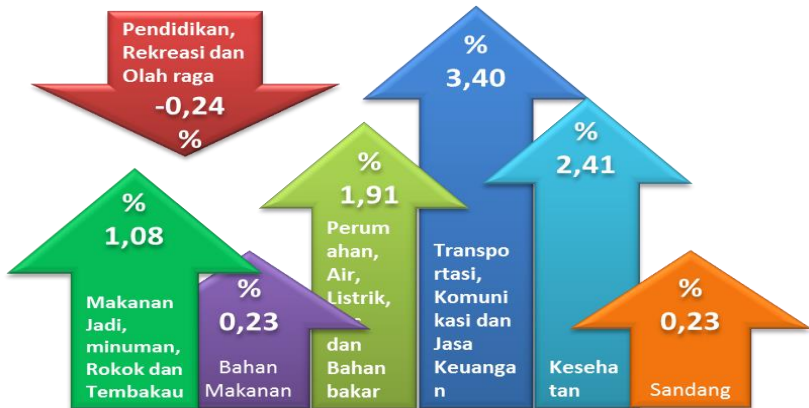 Pendidikan,
Rekreasi dan
Olah raga
-0,24
%
%
1,08
Makanan
Jadi,
minuman,
Rokok dan
Tembakau
%
0,23
Bahan
Makanan
%
1,91
Perum
ahan,
Air,
Listrik,
dan
Bahan
bakar
%
3,40
Transpo
rtasi,
Komuni
kasi dan
Jasa
Keuanga
n
%
2,41
Keseha
tan
%
0,23
Sandang